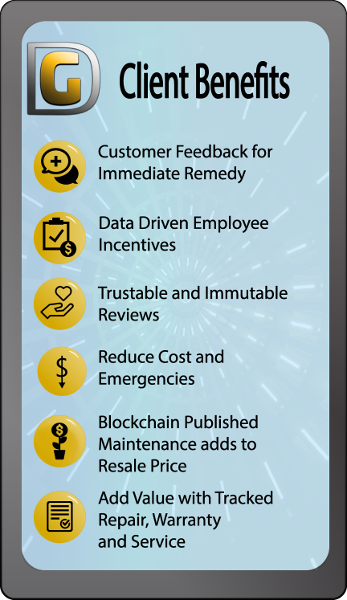 G
Client Benefits
Customer Feedback for
Immediate Remedy
Data Driven Employee
Incentives
Trustable and Immutable
Reviews
Reduce Cost and
Emergencies
Blockchain Published
Maintenance adds to
Resale Price
Add Value with Tracked
Repair, Warranty
and Service